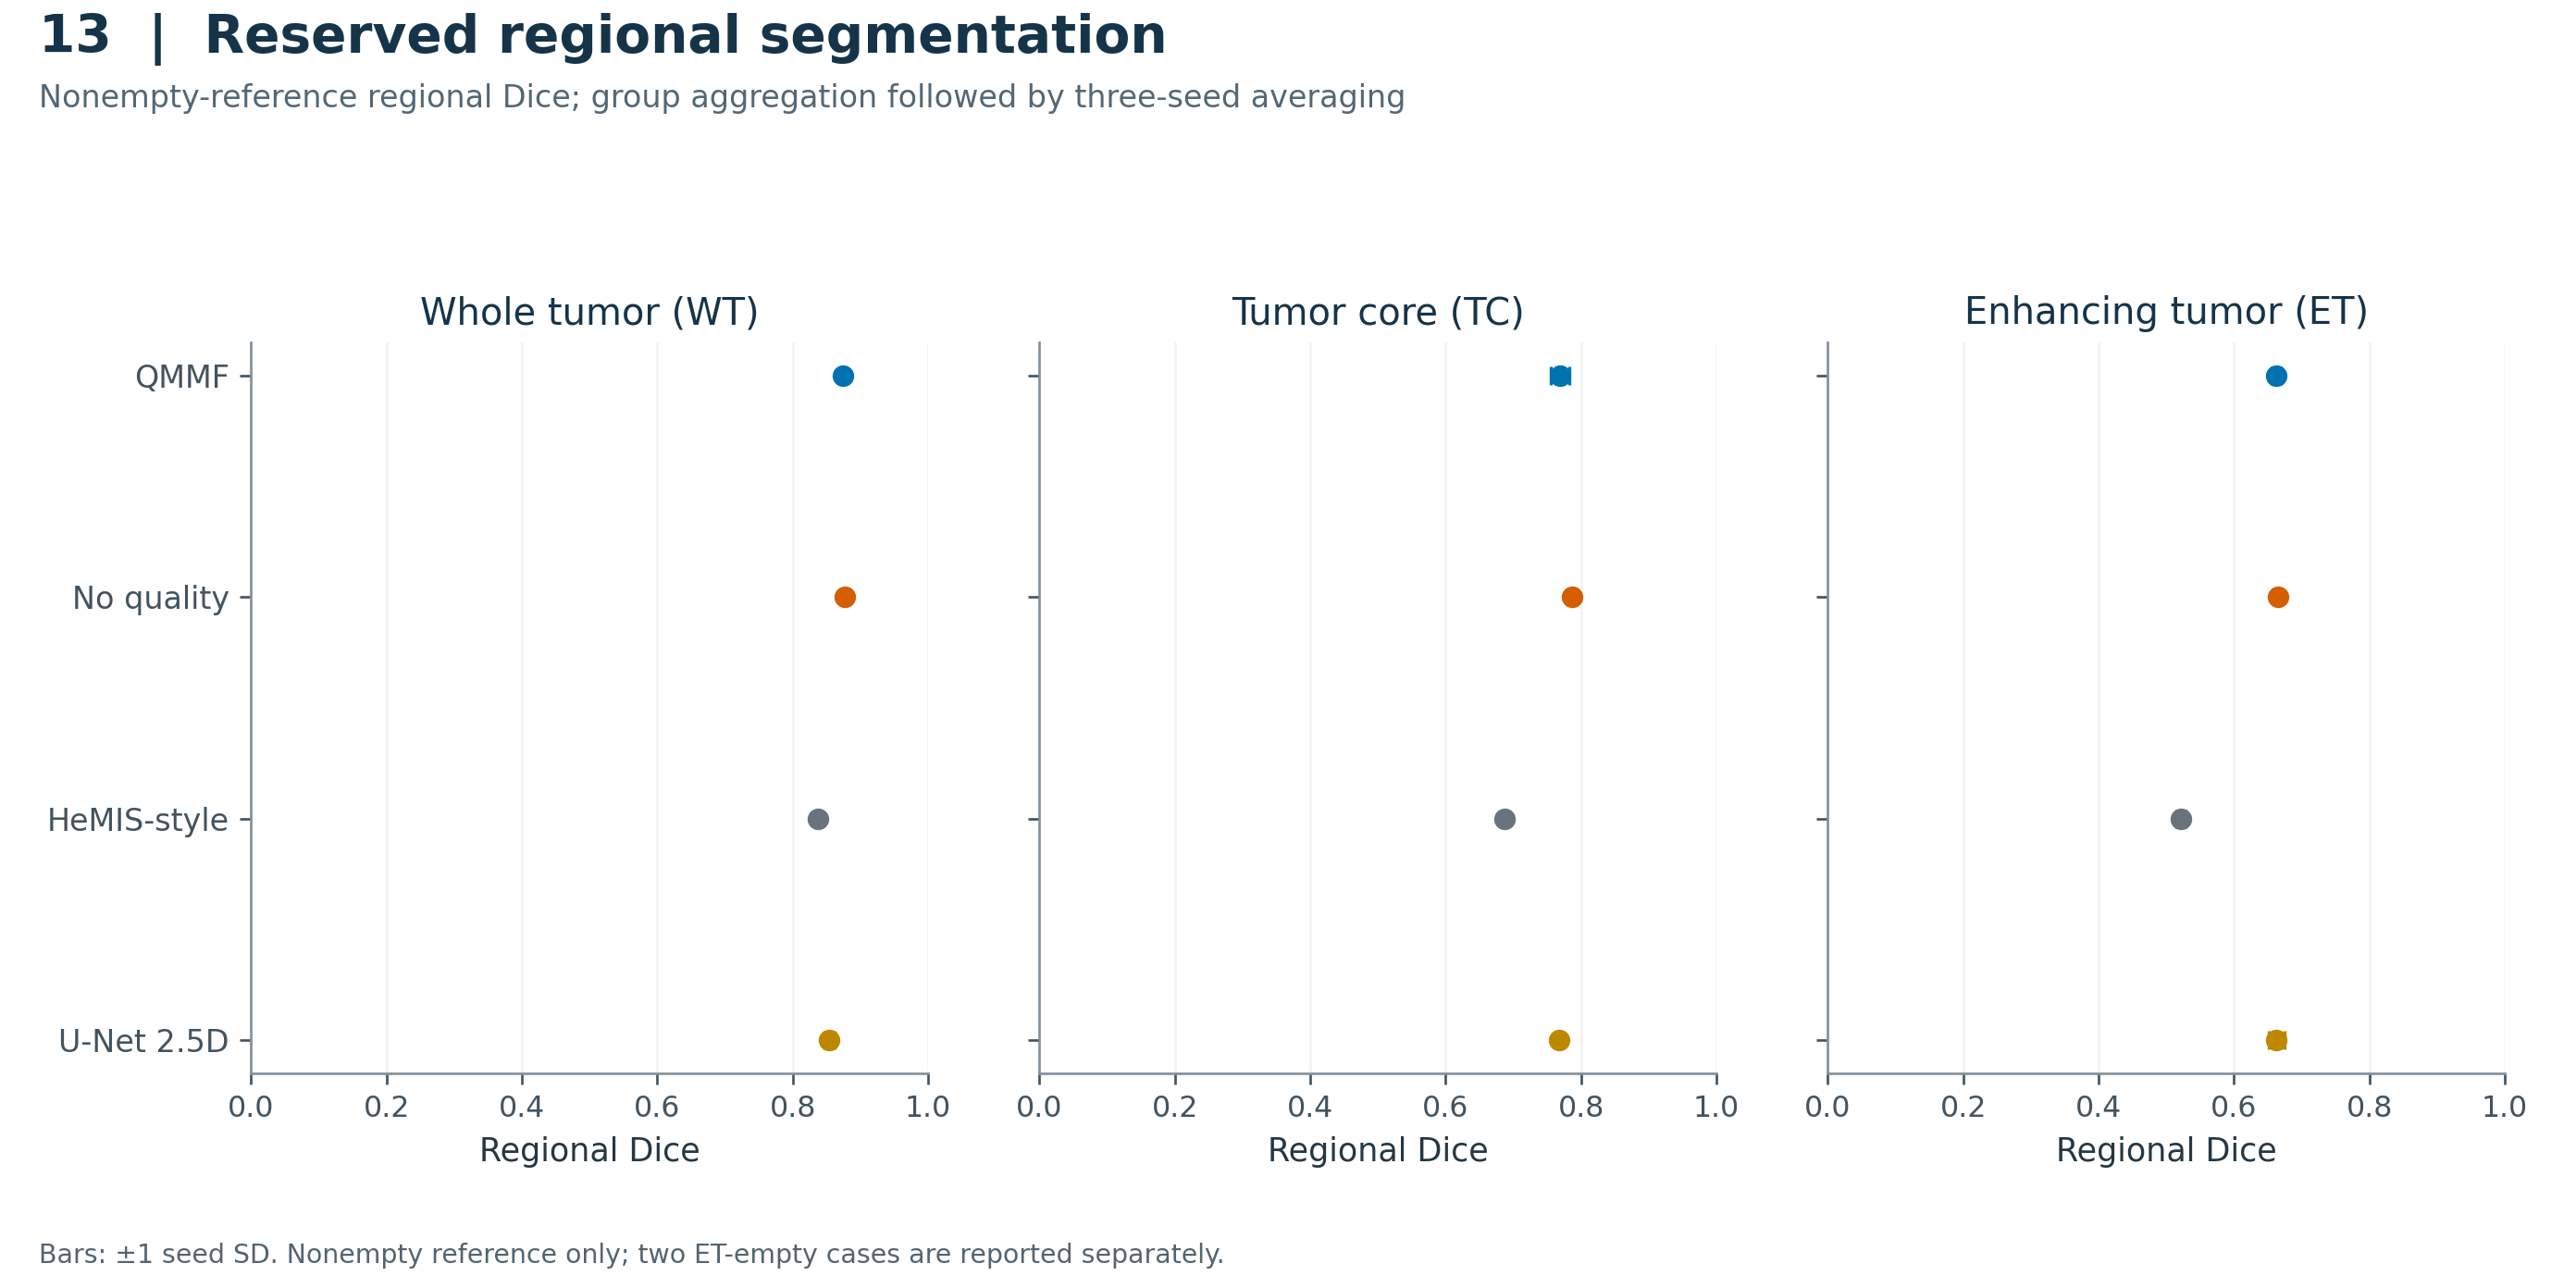 13 | Reserved regional segmentation
Nonempty-reference regional Dice; group aggregation followed by three-seed averaging
Whole tumor (WT)
Tumor core (TC)
Enhancing tumor (ET)
QMMF
No quality
HeMIS-style
U-Net 2.5D
0.0 0.2 0.4 0.6 0.8 1.0
0.0 0.2 0.4 0.6 0.8 1.0
0.0 0.2 0.4 0.6 0.8 1.0
Regional Dice
Regional Dice
Regional Dice
Bars: ±1 seed SD. Nonempty reference only; two ET-empty cases are reported separately.